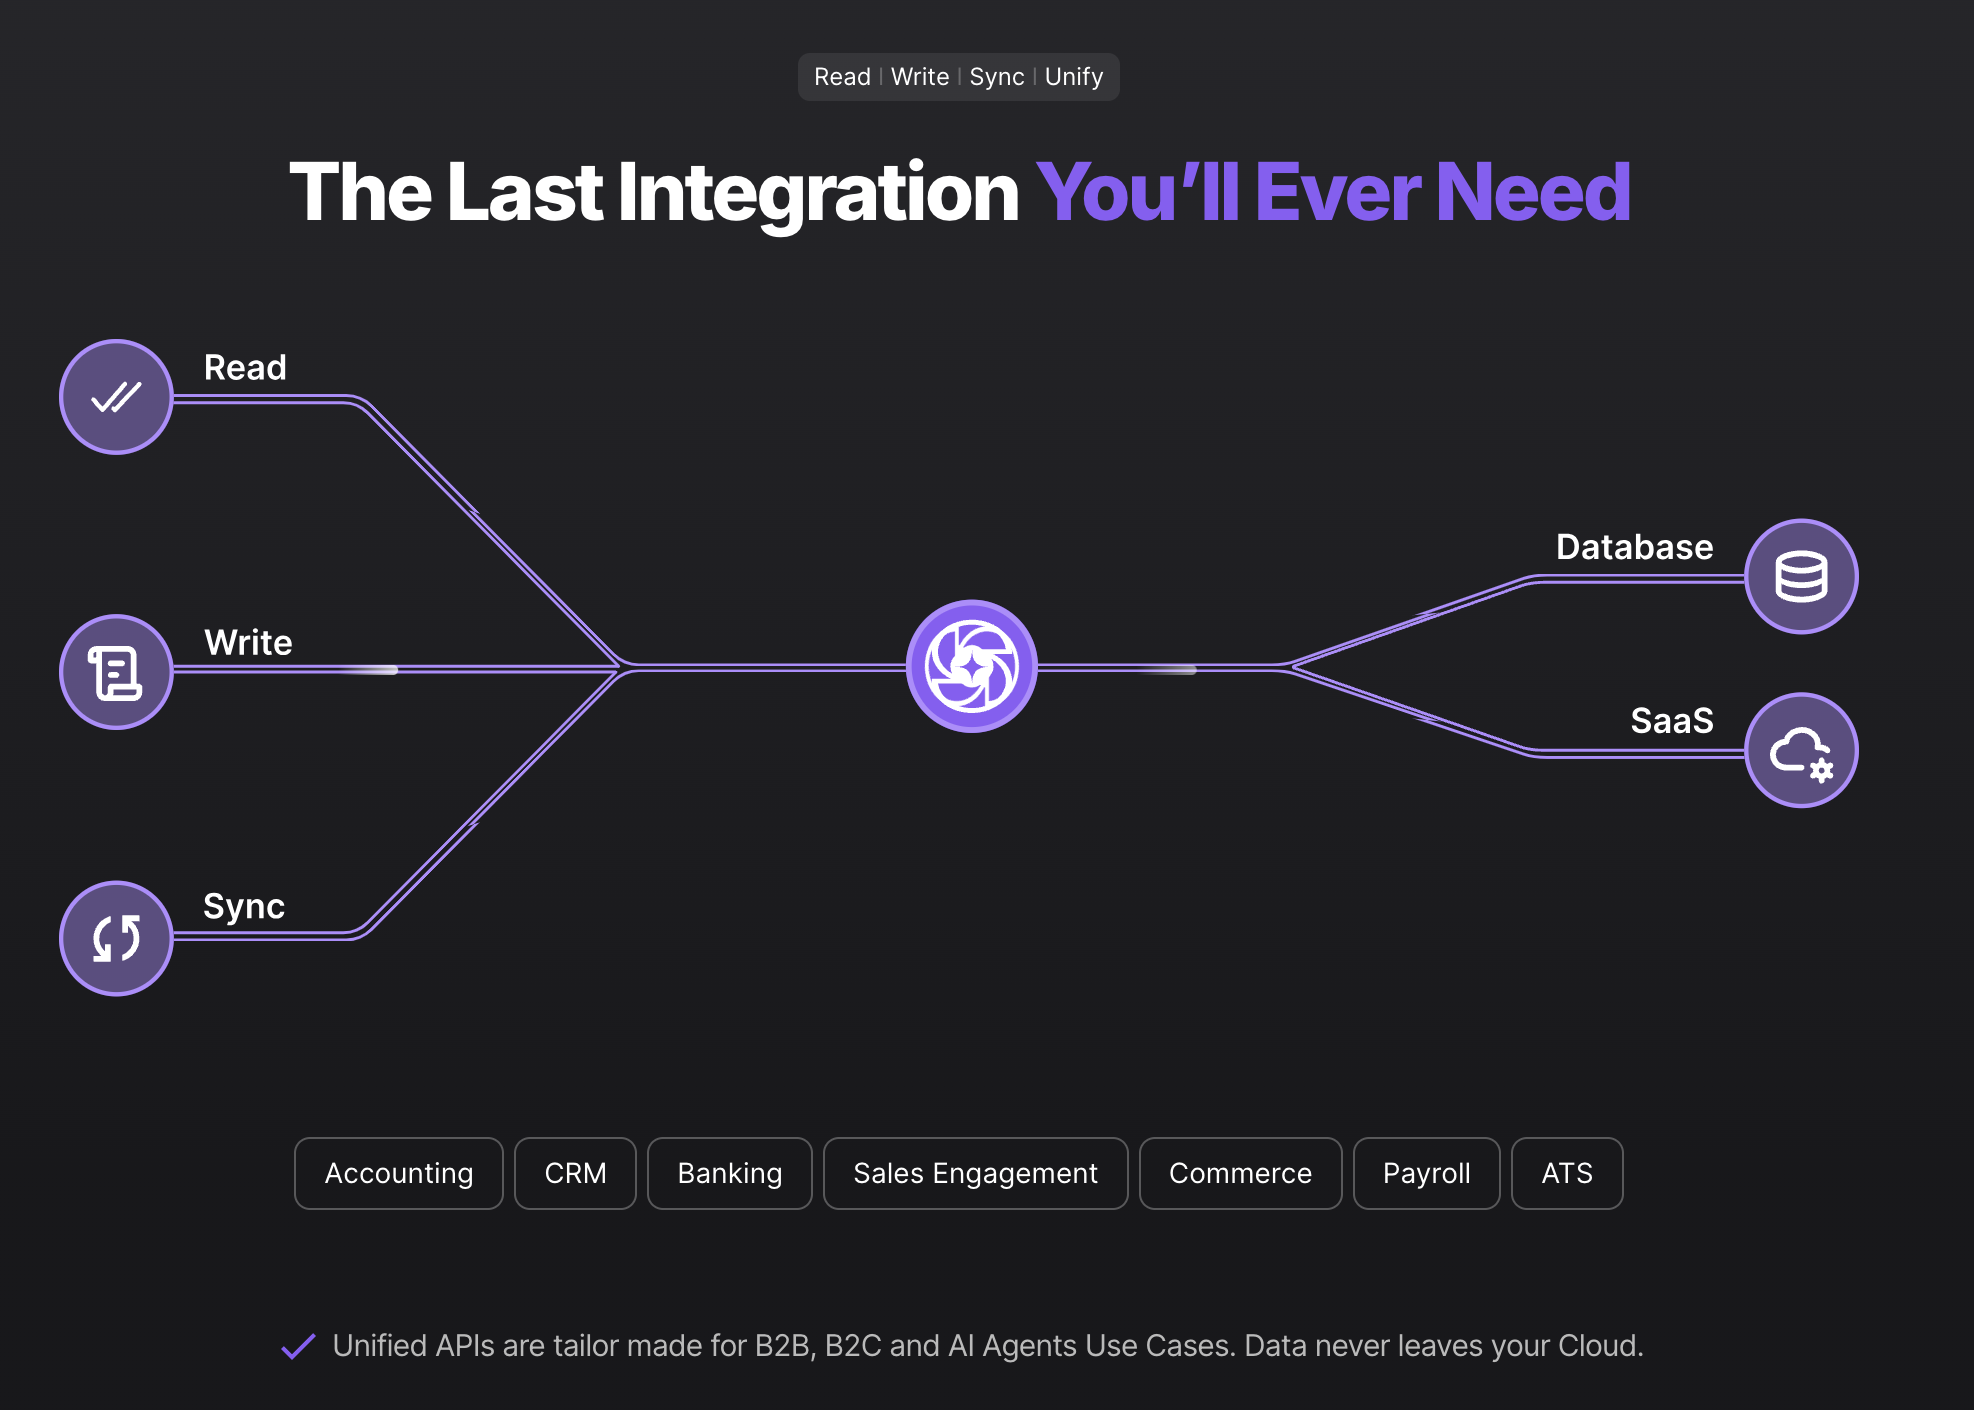 Read | Write | Sync | Unify
The Last Integration You’ll Ever Need
Read
Write
Sync
Database
SaaS
Accounting
CRM
Banking
Sales Engagement
Commerce
Payroll
ATS
Unified APIs are tailor made for B2B, B2C and AI Agents Use Cases. Data never leaves your Cloud.